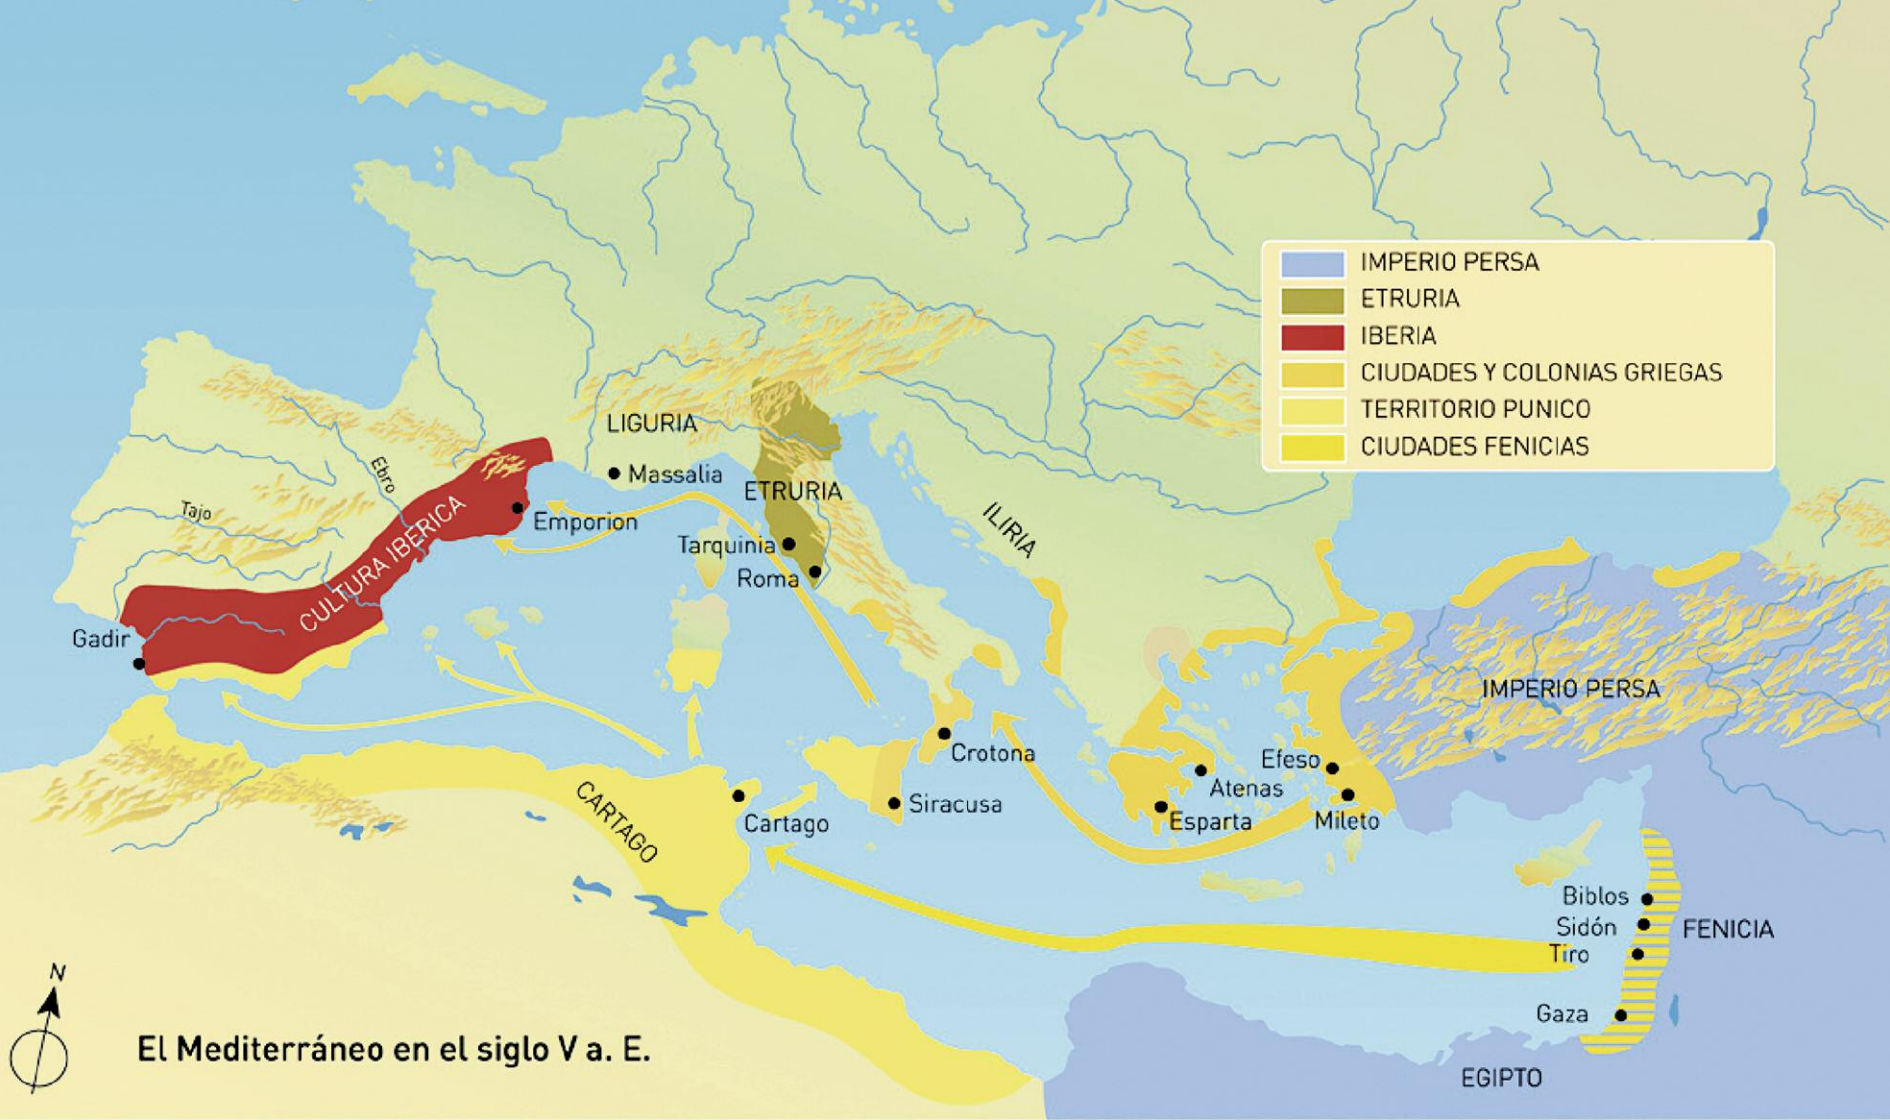 IMPERIO PERSA
ETRURIA
IBERIA
CIUDADES Y COLONIAS GRIEGAS
TERRITORIO PUNICO
CIUDADES FENICIAS
LIGURIA
Massalia
Ebro
Tajo
CULTURA IBERICA
Emporion
ETRURIA
Tarquinia
Roma
ILIRIA
Gadir
IMPERIO PERSA
Crotona
Efeso
Atenas
Siracusa
Esparta
Mileto
CARTAGO
Cartago
Biblos
Sidón
FENICIA
Tiro
Gaza
EGIPTO
N
El Mediterráneo en el siglo V a. E.